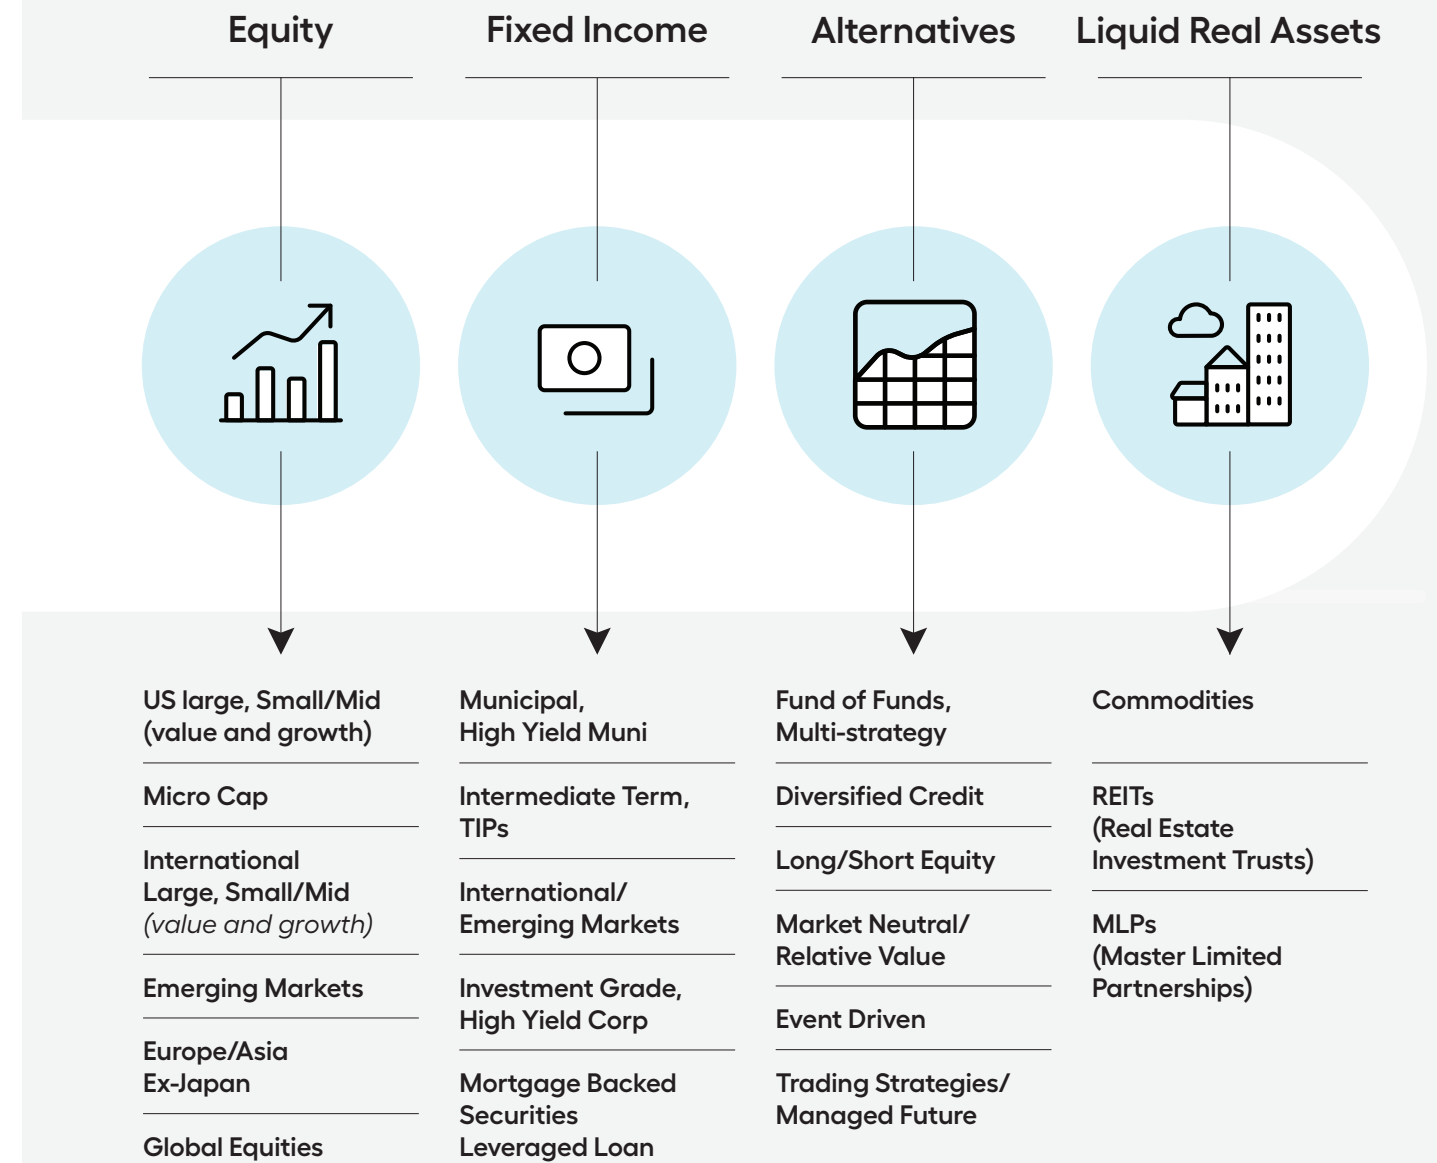 Equity
Fixed Income
Alternatives
Liquid Real Assets
US large, Small/Mid
(value and growth)
Micro Cap
International
Large, Small/Mid
(value and growth)
Emerging Markets
Europe/Asia
Ex-Japan
Global Equities
Municipal,
High Yield Muni
Intermediate Term,
TIPs
International/
Emerging Markets
Investment Grade,
High Yield Corp
Mortgage Backed
Securities
Leveraged Loan
Fund of Funds,
Multi-strategy
Diversified Credit
Long/Short Equity
Market Neutral/
Relative Value
Event Driven
Trading Strategies/
Managed Future
Commodities
REITs
(Real Estate
Investment Trusts)
MLPs
(Master Limited
Partnerships)